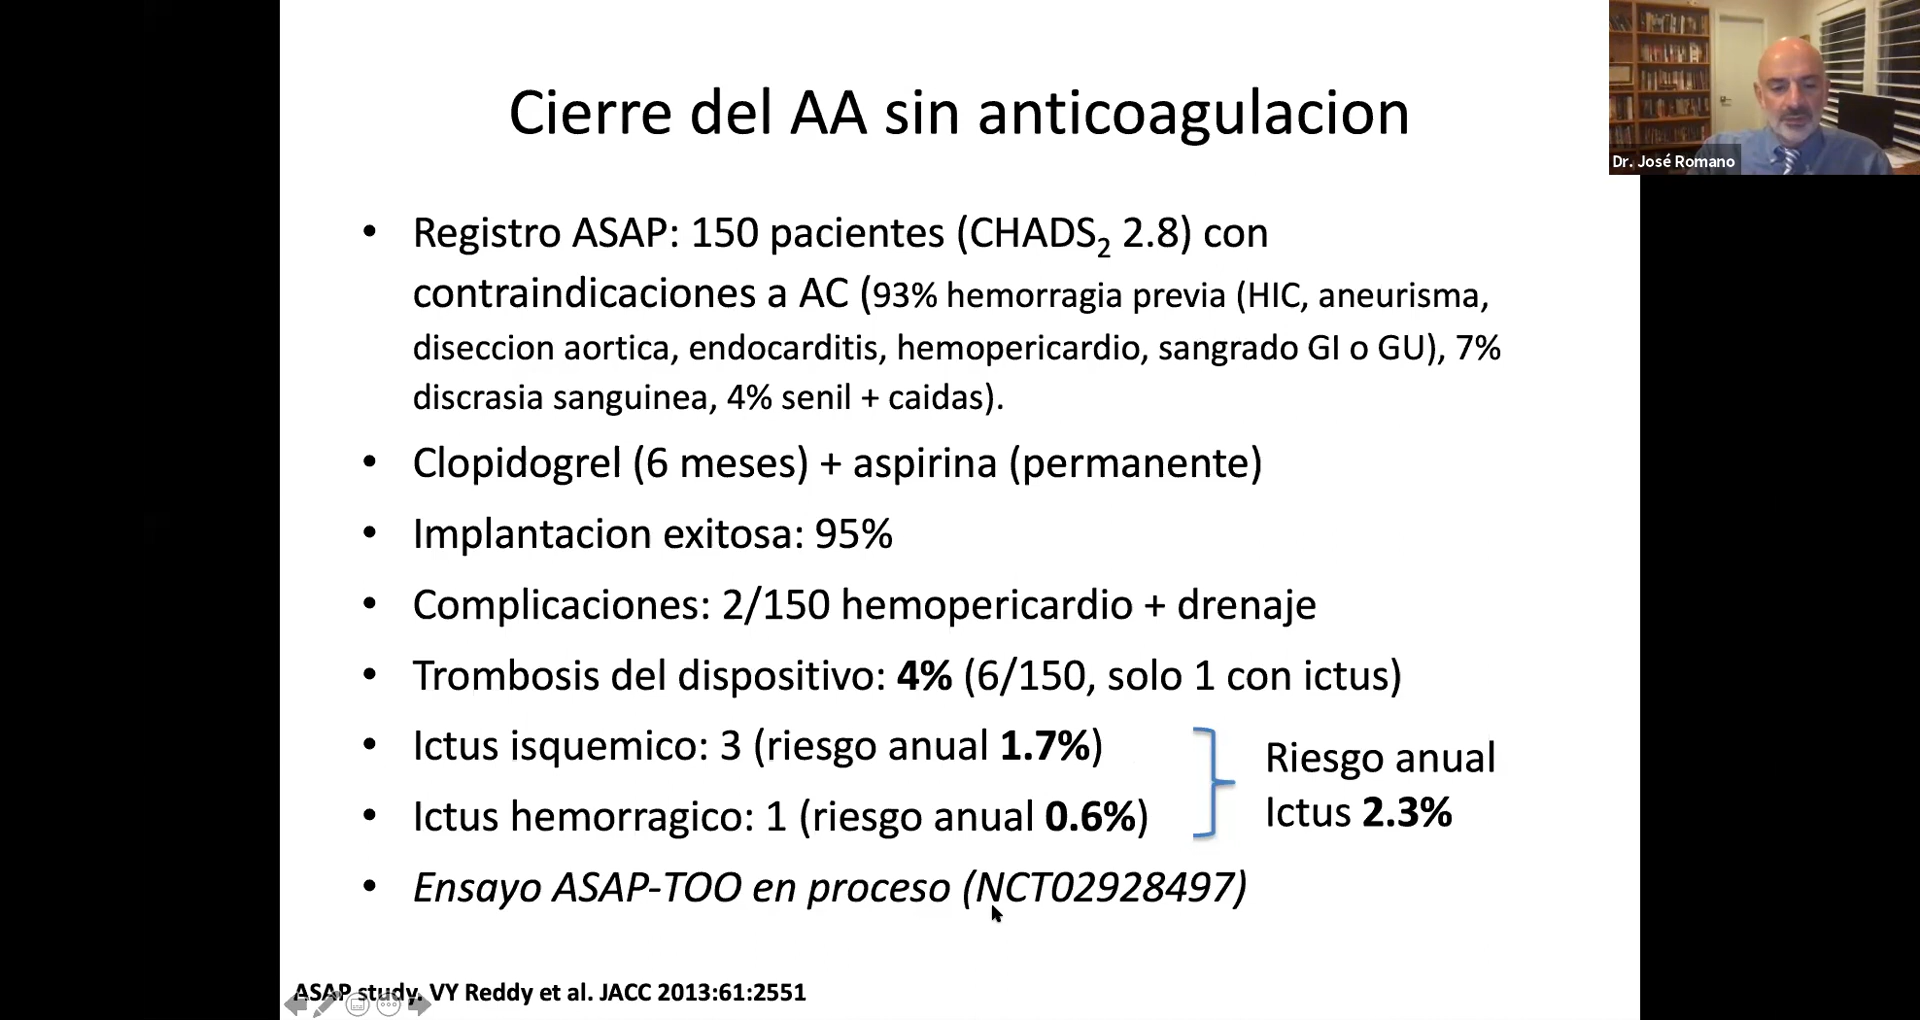 Cierre del AA sin anticoagulacion
Dr. José Romano
• Registro ASAP: 150 pacientes (CHADS₂ 2.8) con
contraindicaciones a AC (93% hemorragia previa (HIC, aneurisma,
diseccion aortica, endocarditis, hemopericardio, sangrado GI o GU), 7%
discrasia sanguinea, 4% senil + caidas).
• Clopidogrel (6 meses) + aspirina (permanente)
• Implantacion exitosa: 95%
• Complicaciones: 2/150 hemopericardio + drenaje
• Trombosis del dispositivo: 4% (6/150, solo 1 con ictus)
• Ictus isquemico: 3 (riesgo anual 1.7%)
• Ictus hemorragico: 1 (riesgo anual 0.6%)
Riesgo anual
Ictus 2.3%
• Ensayo ASAP-TOO en proceso (NCT02928497)
ASAP study. VY Reddy et al. JACC 2013:61:2551